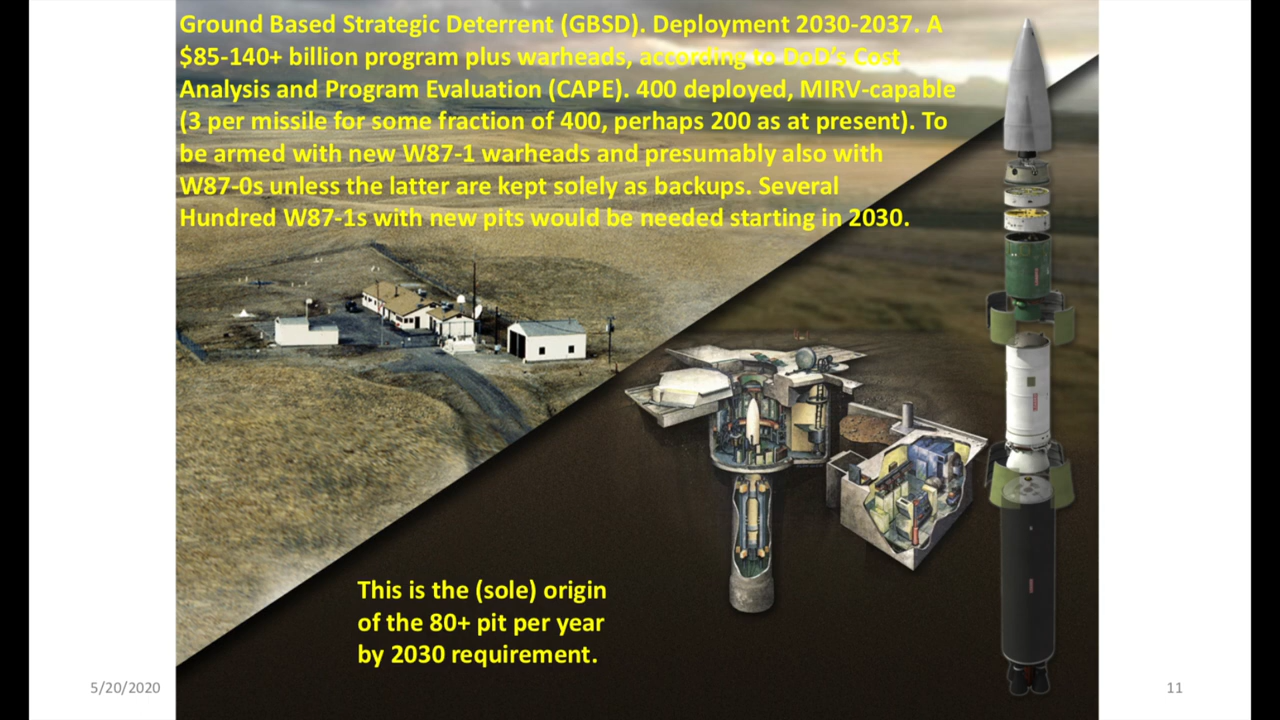 Ground Based Strategic Deterrent (GBSD). Deployment 2030-2037. A
$85-140+ billion program plus warheads, according to DoD's Cost
Analysis and Program Evaluation (CAPE). 400 deployed, MIRV-capable
(3 per missile for some fraction of 400, perhaps 200 as at present). To
be armed with new W87-1 warheads and presumably also with
W87-0s unless the latter are kept solely as backups. Several
Hundred W87-1s with new pits would be needed starting in 2030.
This is the (sole) origin
of the 80+ pit per year
by 2030 requirement.
5/20/2020
11